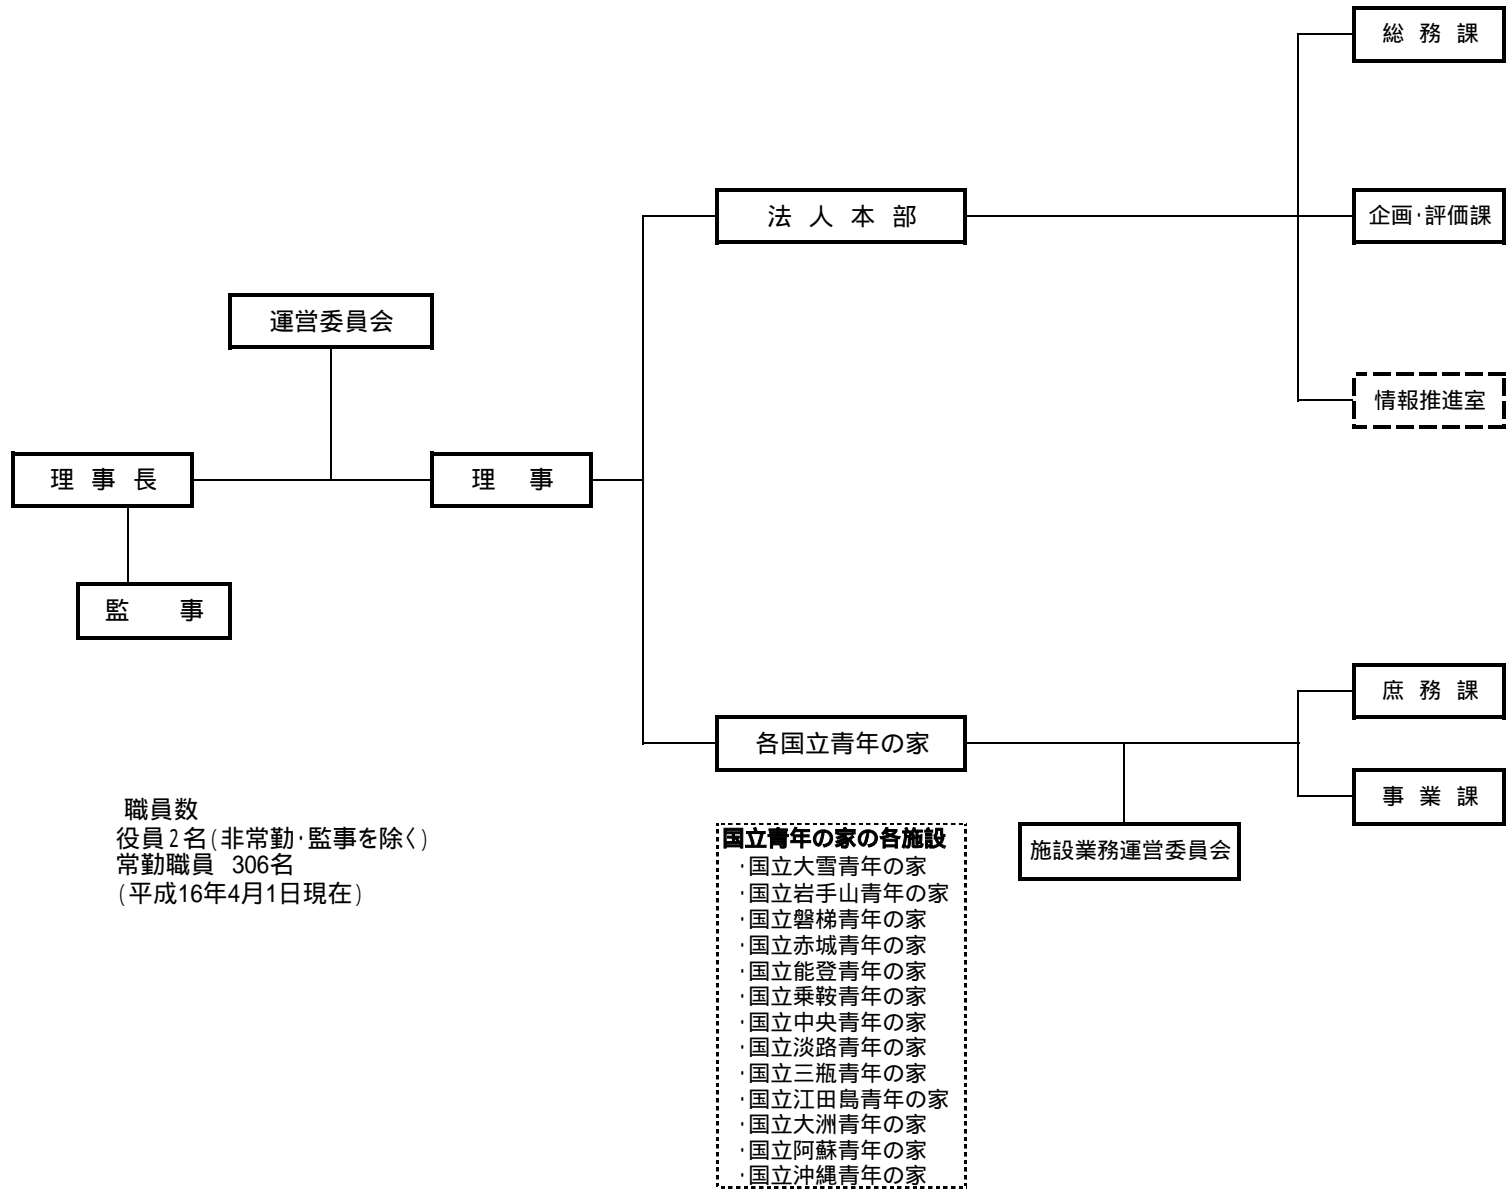 総 務 課
法 人 本 部
企画･評価課
運営委員会
情報推進室
理 事 長
理 事
監 事
庶 務 課
各国立青年の家
事 業 課
施設業務運営委員会
職員数
役員2名(非常勤･監事を除く)
常勤職員 306名
(平成16年4月1日現在)
国立青年の家の各施設
･国立大雪青年の家
･国立岩手山青年の家
･国立磐梯青年の家
･国立赤城青年の家
･国立能登青年の家
･国立乗鞍青年の家
･国立中央青年の家
･国立淡路青年の家
･国立三瓶青年の家
･国立江田島青年の家
･国立大洲青年の家
･国立阿蘇青年の家
･国立沖縄青年の家